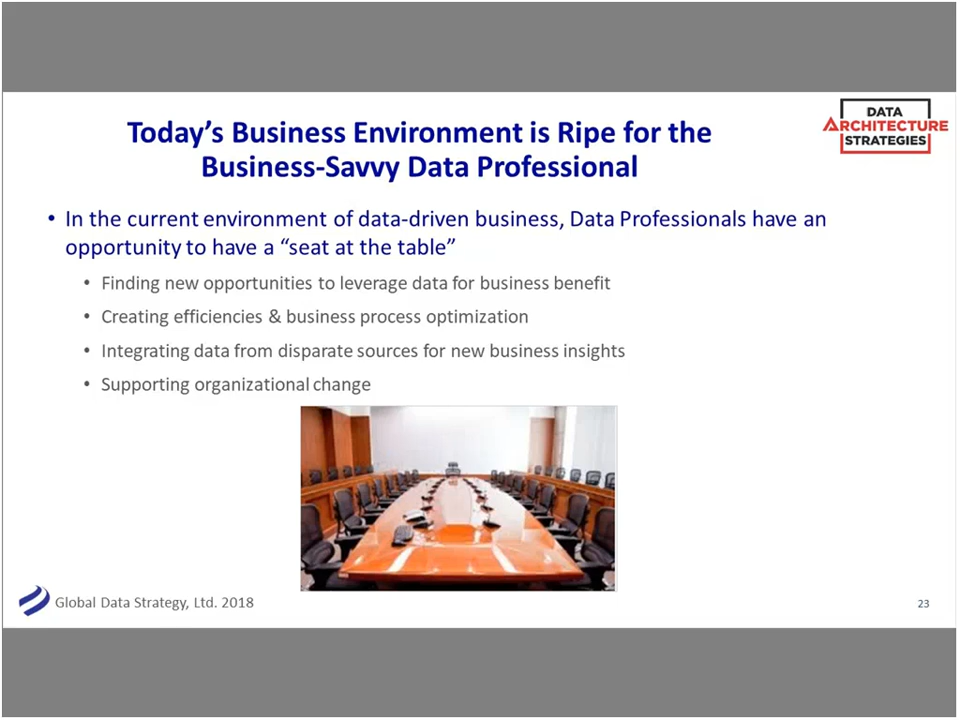 Today's Business Environment is Ripe for the
Business-Savvy Data Professional
DATA
ARCHITECTURE
STRATEGIES
• In the current environment of data-driven business, Data Professionals have an
opportunity to have a “seat at the table”
• Finding new opportunities to leverage data for business benefit
• Creating efficiencies & business process optimization
• Integrating data from disparate sources for new business insights
• Supporting organizational change
Global Data Strategy, Ltd. 2018
23